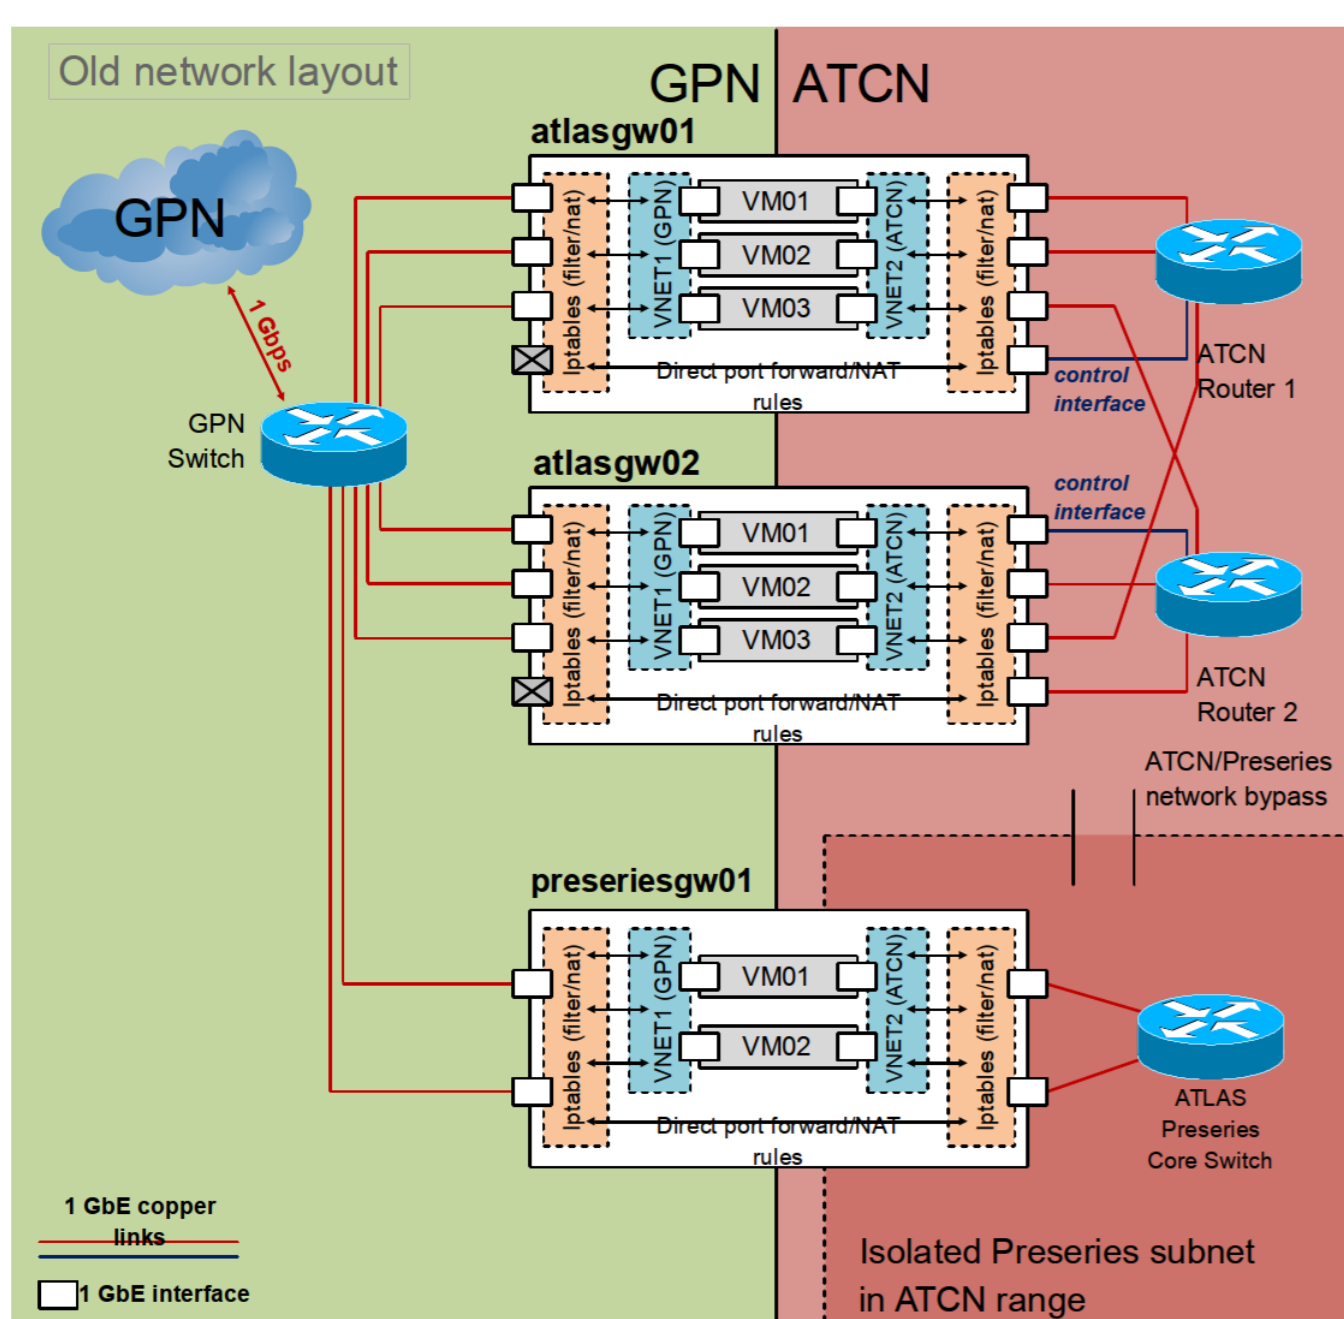 Old network layout
GPN
ATCN
atlasgw01
GPN
1 Gbps
GPN
Switch
Iptables (filter/nat)
VNET1 (GPN)
VM01
VM02
VM03
VNET2 (ATCN)
Iptables (filter/nat)
Direct port forward/NAT
rules
control
interface
ATCN
Router 1
atlasgw02
Iptables (filter/nat)
VNET1 (GPN)
VM01
VM02
VM03
VNET2 (ATCN)
Iptables (filter/nat)
Direct port forward/NAT
rules
control
interface
ATCN
Router 2
ATCN/Preseries
network bypass
preseriesgw01
Iptables (filter/nat)
VNET1 (GPN)
VM01
VM02
VNET2 (ATCN)
Iptables (filter/nat)
Direct port forward/NAT
rules
ATLAS
Preseries
Core Switch
1 GbE copper
links
1 GbE interface
Isolated Preseries subnet
in ATCN range